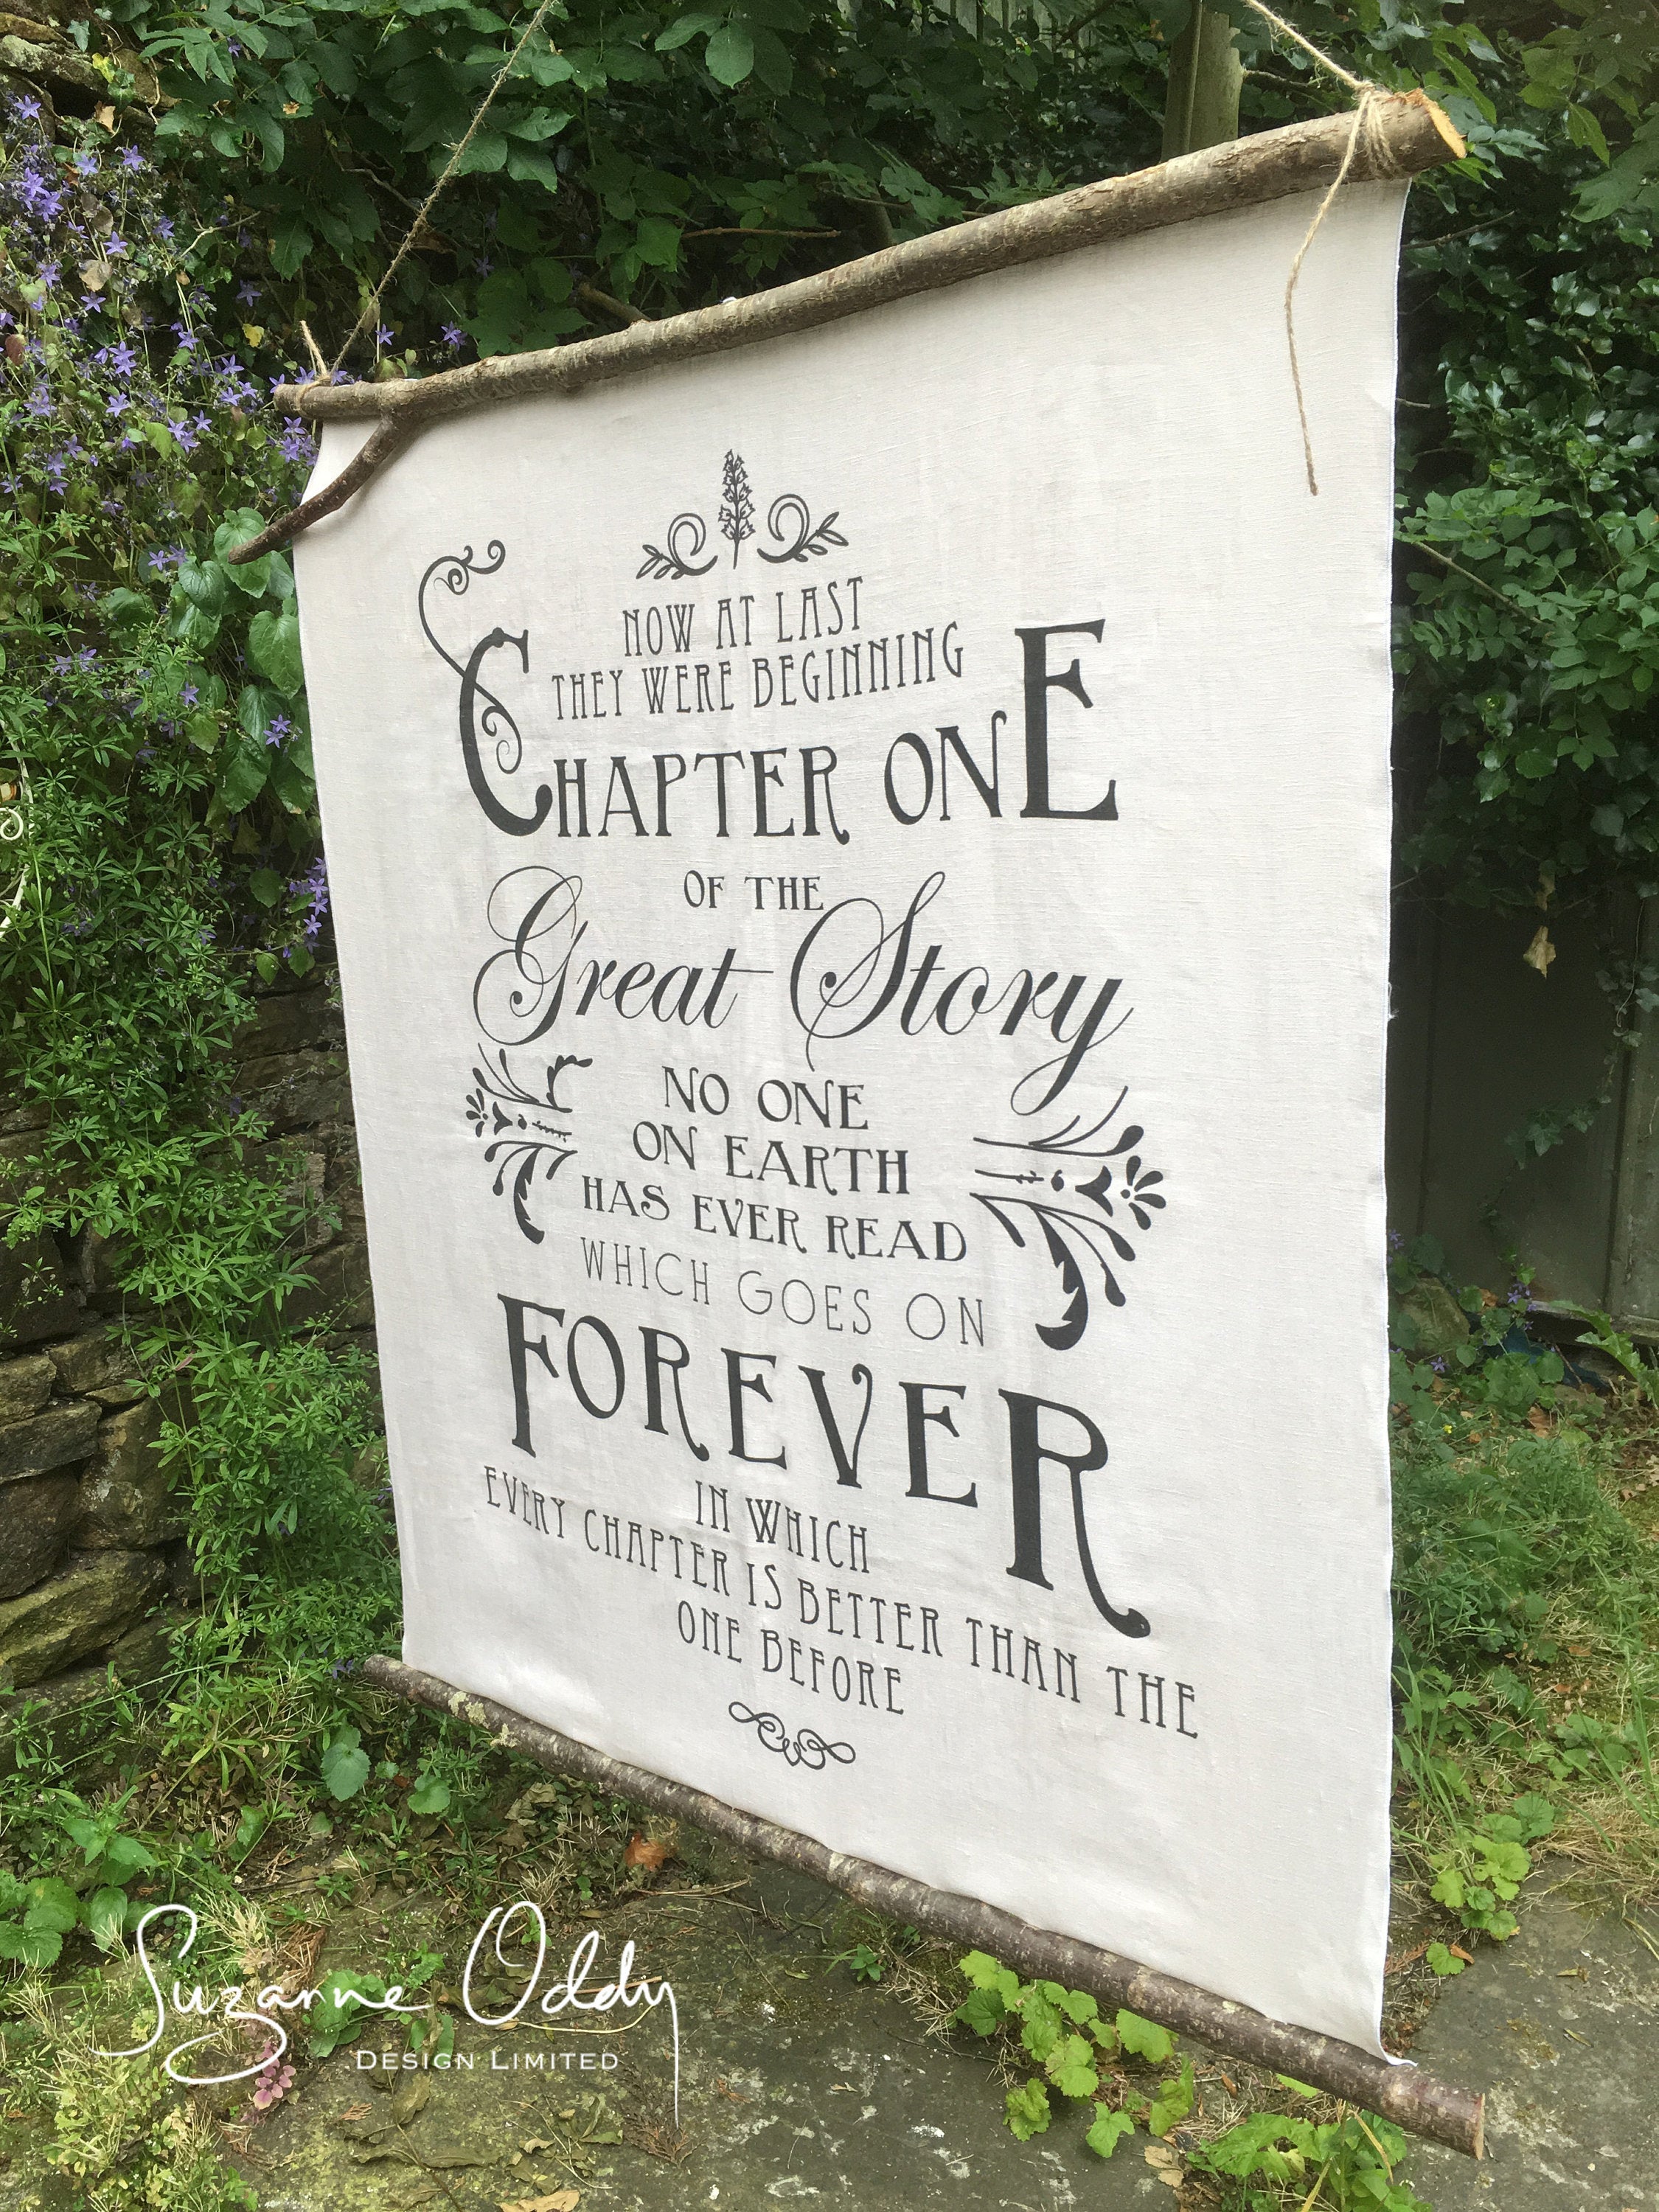 NOW AT LAST
THEY WERE BEGINNING
CHAPTER ONE
OF THE
Great Story
NO ONE
ON EARTH
HAS EVER READ
WHICH GOES ON
FOREVER
IN WHICH
EVERY CHAPTER IS BETTER THAN THE
ONE BEFORE
Suzanne Oddy
DESIGN LIMITED